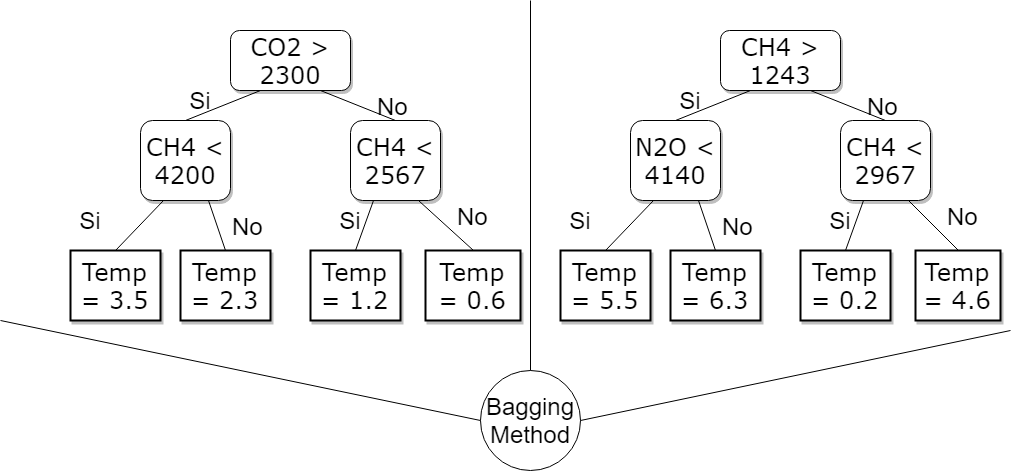 CO2 >
2300
Si
No
CH4 <
4200
CH4 <
2567
Si
No
Si
No
Temp
= 3.5
Temp
= 2.3
Temp
= 1.2
Temp
= 0.6
CH4 >
1243
Si
No
N2O <
4140
CH4 <
2967
Si
No
Si
No
Temp
= 5.5
Temp
= 6.3
Temp
= 0.2
Temp
= 4.6
Bagging
Method